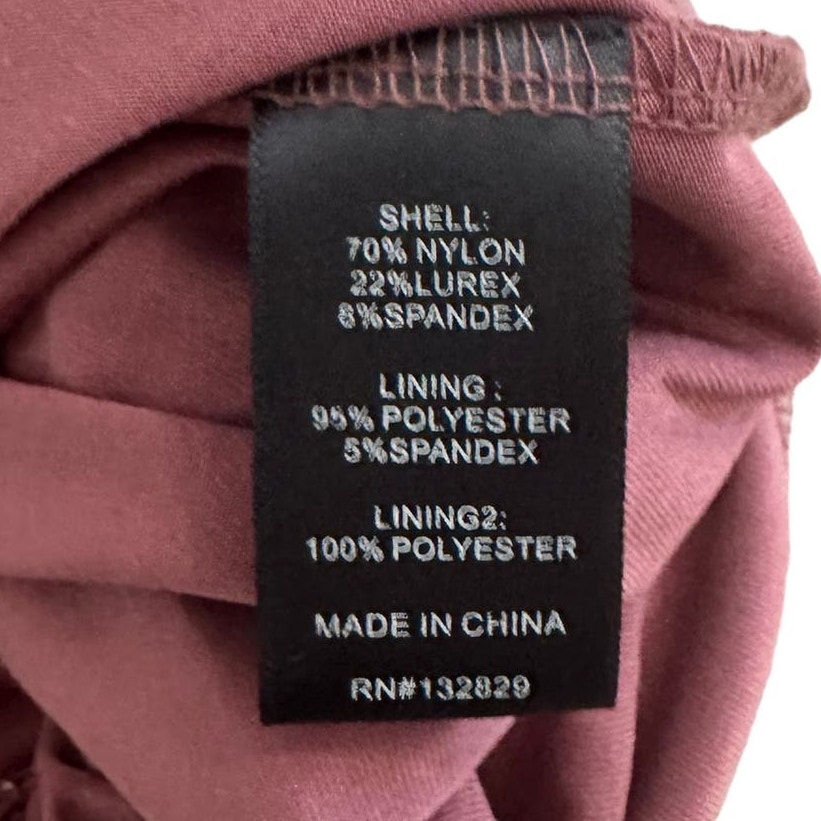 SHELL:
70% NYLON
22%LUREX
8%SPANDEX
LINING :
95% POLYESTER
5%SPANDEX
LINING2:
100% POLYESTER
MADE IN CHINA
RN#132829